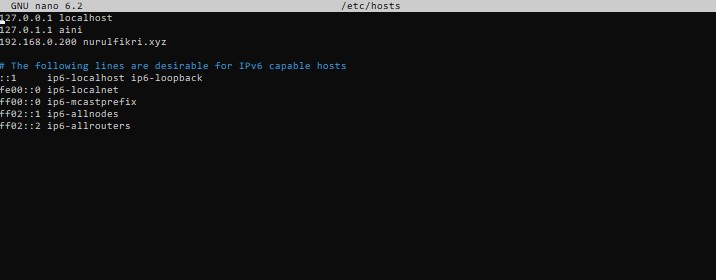 GNU nano 6.2 /etc/hosts
127.0.0.1 localhost
127.0.1.1 aini
192.168.0.200 nurulfikri.xyz
# The following lines are desirable for IPv6 capable hosts
::1 ip6-localhost ip6-loopback
fe00::0 ip6-localnet
ff00::0 ip6-mcastprefix
ff02::1 ip6-allnodes
ff02::2 ip6-allrouters